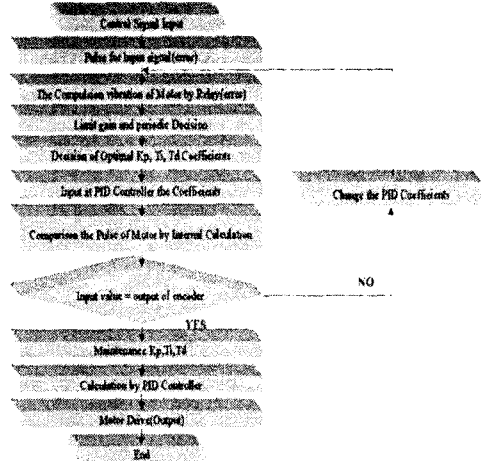 Control Signal Input
Pulse for Input signal(error)
The Compulsion vibration of Motor by Relay(error)
Limit gain and periodic Decision
Decision of Optimal Kp, Ti, Td Coefficients
Input at PID Controller the Coefficients
Change the PID Coefficients
Comparison the Pulse of Motor by Internal Calculation
Input value = output of encoder
NO
YES
Maintenance Kp,Ti,Td
Calculation by PID Controller
Motor Drive(Output)
End